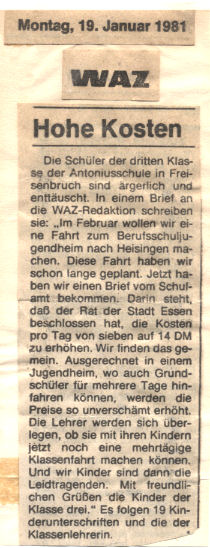 Montag, 19. Januar 1981
WAZ
Hohe Kosten
Die Schüler der dritten Klas-
se der Antoniusschule in Frei-
senbruch sind ärgerlich und
enttäuscht. In einem Brief an
die WAZ-Redaktion schreiben
sie: „Im Februar wollen wir ei-
ne Fahrt zum Berufsschulju-
gendheim nach Heisingen ma-
chen. Diese Fahrt haben wir
schon lange geplant. Jetzt ha-
ben wir einen Brief vom Schul-
amt bekommen. Darin steht,
daß der Rat der Stadt Essen
beschlossen hat, die Kosten
pro Tag von sieben auf 14 DM
zu erhöhen. Wir finden das ge-
mein. Ausgerechnet in einem
Jugendheim, wo auch Grund-
schüler für mehrere Tage hin-
fahren können, werden die
Preise so unverschämt erhöht.
Die Lehrer werden sich über-
legen, ob sie mit ihren Kindern
jetzt noch eine mehrtägige
Klassenfahrt machen können.
Und wir Kinder sind dann die
Leidtragenden. Mit freundli-
chen Grüßen die Kinder der
Klasse drei.“ Es folgen 19 Kin-
derunterschriften und die der
Klassenlehrerin.